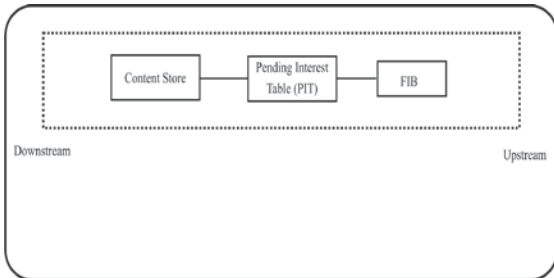 Content Store
Pending Interest
Table (PIT)
FIB
Downstream
Upstream